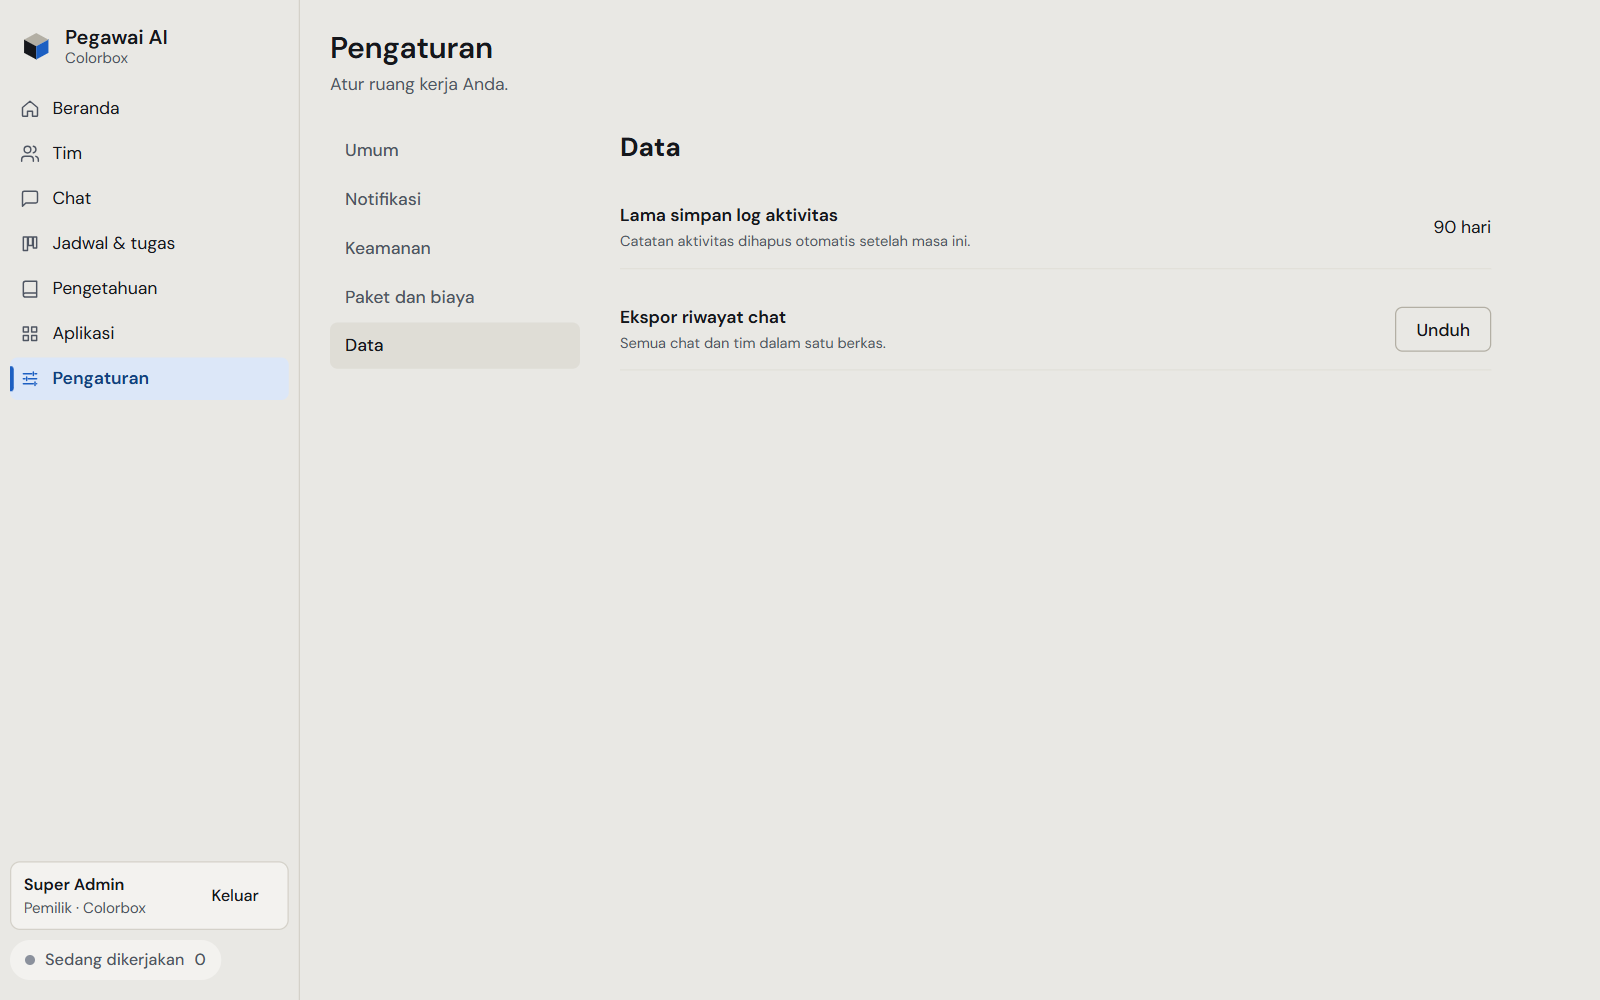 Pegawai AI
Colorbox
Beranda
Tim
Chat
Jadwal & tugas
Pengetahuan
Aplikasi
Pengaturan
Super Admin
Pemilik · Colorbox
Keluar
Sedang dikerjakan 0
Pengaturan
Atur ruang kerja Anda.
Umum
Notifikasi
Keamanan
Paket dan biaya
Data
Data
Lama simpan log aktivitas
Catatan aktivitas dihapus otomatis setelah masa ini.
90 hari
Ekspor riwayat chat
Semua chat dan tim dalam satu berkas.
Unduh